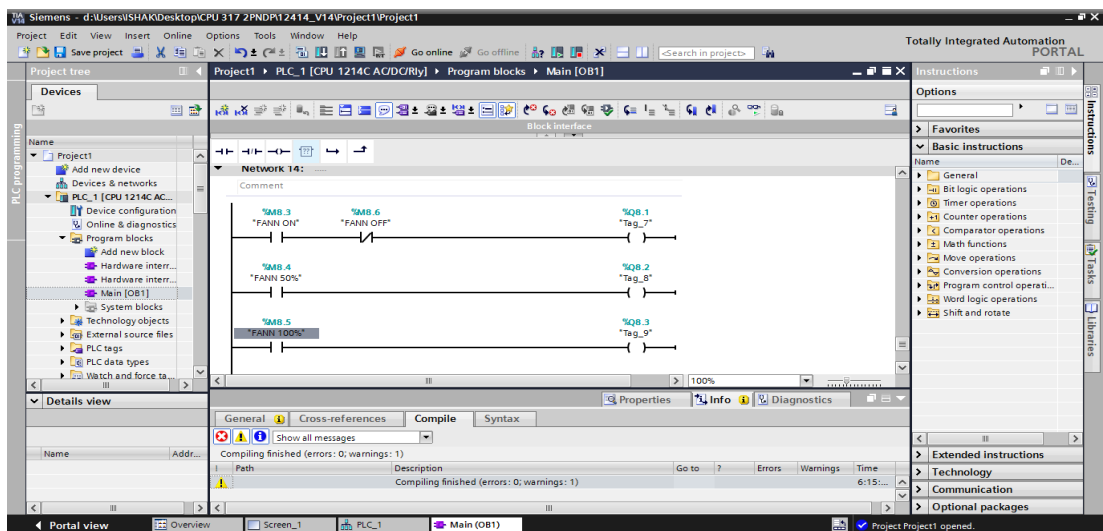 Siemens - d:\Users\ISHAK\Desktop\CPU 317 2PNDP\12414_V14\Project1\Project1
Project Edit View Insert Online Options Tools Window Help
Totally Integrated Automation
PORTAL
Save project
Go online
Go offline
<Search in project>
Project tree
Project1 ▸ PLC_1 [CPU 1214C AC/DC/Rly] ▸ Program blocks ▸ Main [OB1]
Instructions
Devices
Options
Block interface
PLC programming
Name
Project1
Add new device
Devices & networks
PLC_1 [CPU 1214C AC...
Device configuration
Online & diagnostics
Program blocks
Add new block
Hardware interr...
Hardware interr...
Main [OB1]
System blocks
Technology objects
External source files
PLC tags
PLC data types
Watch and force ta...
Details view
Name Addr...
Network 14: .....
Comment
%M8.3 %M8.6 %Q8.1
"FANN ON" "FANN OFF" "Tag_7"
%M8.4 %Q8.2
"FANN 50%" "Tag_8"
%M8.5 %Q8.3
"FANN 100%" "Tag_9"
100%
Properties Info Diagnostics
General Cross-references Compile Syntax
Show all messages
Compiling finished (errors: 0; warnings: 1)
! Path Description Go to ? Errors Warnings Time
Compiling finished (errors: 0; warnings: 1) 6:15:...
Favorites
Basic instructions
Name De...
General
Bit logic operations
Timer operations
Counter operations
Comparator operations
Math functions
Move operations
Conversion operations
Program control operati...
Word logic operations
Shift and rotate
Extended instructions
Technology
Communication
Optional packages
Instructions
Testing
Tasks
Libraries
Portal view Overview Screen_1 PLC_1 Main (OB1) Project Project1 opened.